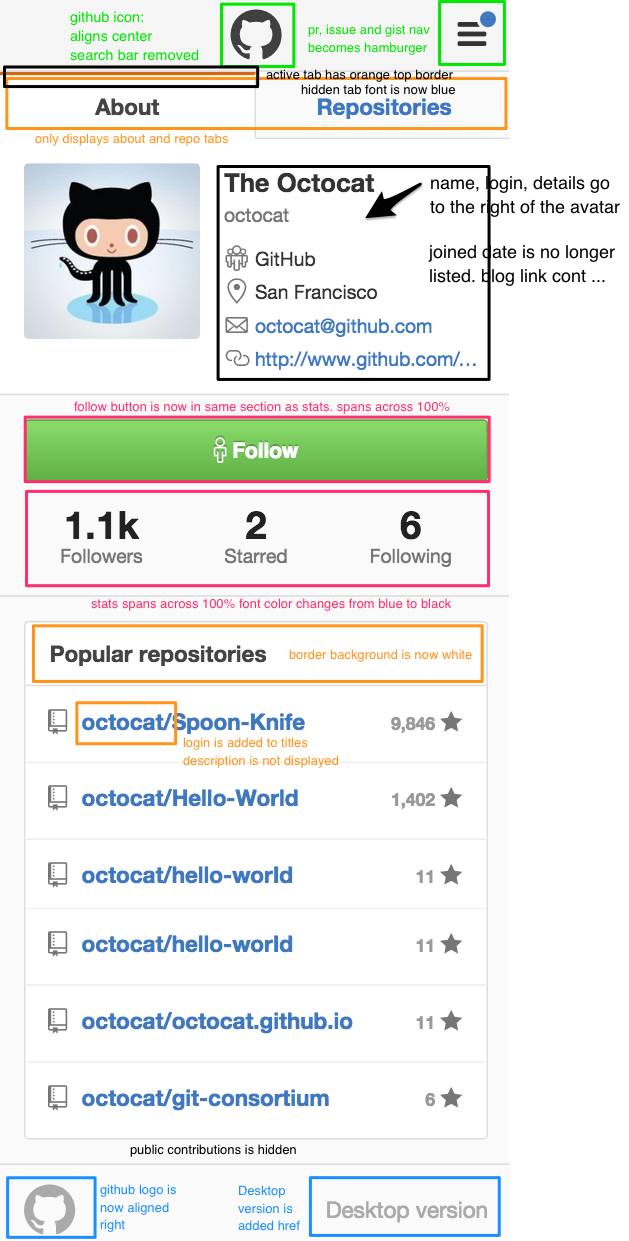 github icon:
aligns center
search bar removed
pr, issue and gist nav
becomes hamburger
active tab has orange top border
hidden tab font is now blue
About
Repositories
only displays about and repo tabs
The Octocat
octocat
GitHub
San Francisco
octocat@github.com
http://www.github.com/...
name, login, details go
to the right of the avatar
joined date is no longer
listed. blog link cont ...
follow button is now in same section as stats. spans across 100%
Follow
1.1k
Followers
2
Starred
6
Following
stats spans across 100% font color changes from blue to black
Popular repositories
border background is now white
octocat/Spoon-Knife
9,846
login is added to titles
description is not displayed
octocat/Hello-World
1,402
octocat/hello-world
11
octocat/hello-world
11
octocat/octocat.github.io
11
octocat/git-consortium
6
public contributions is hidden
github logo is
now aligned
right
Desktop
version is
added href
Desktop version